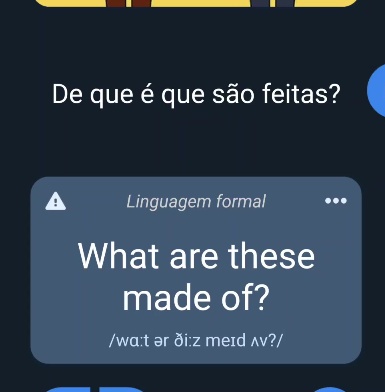 De que é que são feitas?
Linguagem formal
What are these
made of?
/wɑːt ər ðiːz meɪd ʌv?/